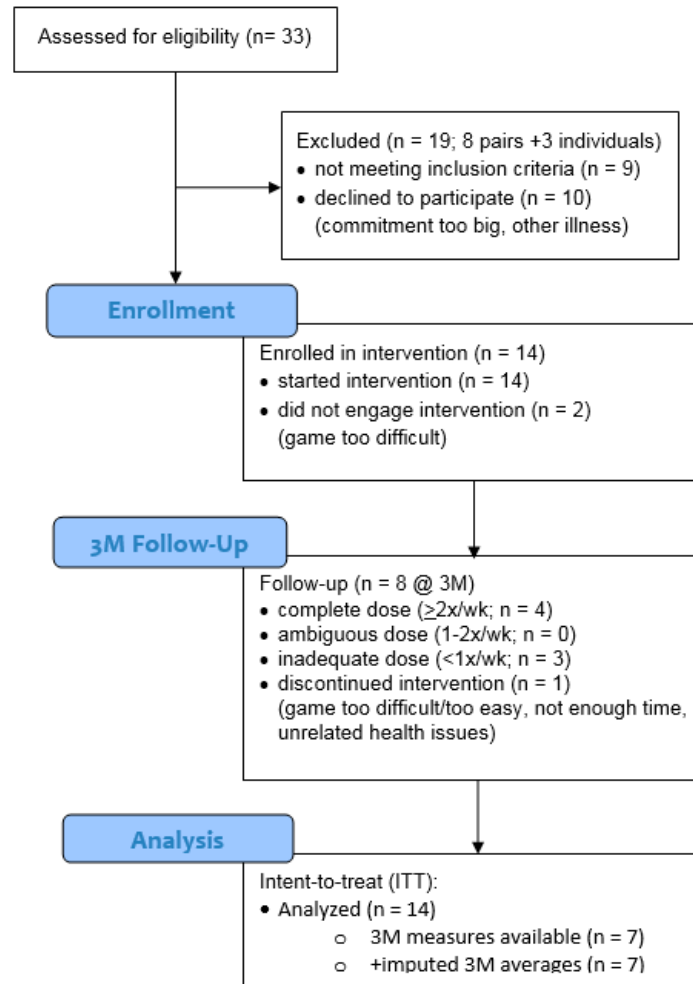 Assessed for eligibility (n= 33)
Excluded (n = 19; 8 pairs +3 individuals)
• not meeting inclusion criteria (n = 9)
• declined to participate (n = 10)
(commitment too big, other illness)
Enrollment
Enrolled in intervention (n = 14)
• started intervention (n = 14)
• did not engage intervention (n = 2)
(game too difficult)
3M Follow-Up
Follow-up (n = 8 @ 3M)
• complete dose (≥2x/wk; n = 4)
• ambiguous dose (1-2x/wk; n = 0)
• inadequate dose (<1x/wk; n = 3)
• discontinued intervention (n = 1)
(game too difficult/too easy, not enough time,
unrelated health issues)
Analysis
Intent-to-treat (ITT):
• Analyzed (n = 14)
o 3M measures available (n = 7)
o +imputed 3M averages (n = 7)